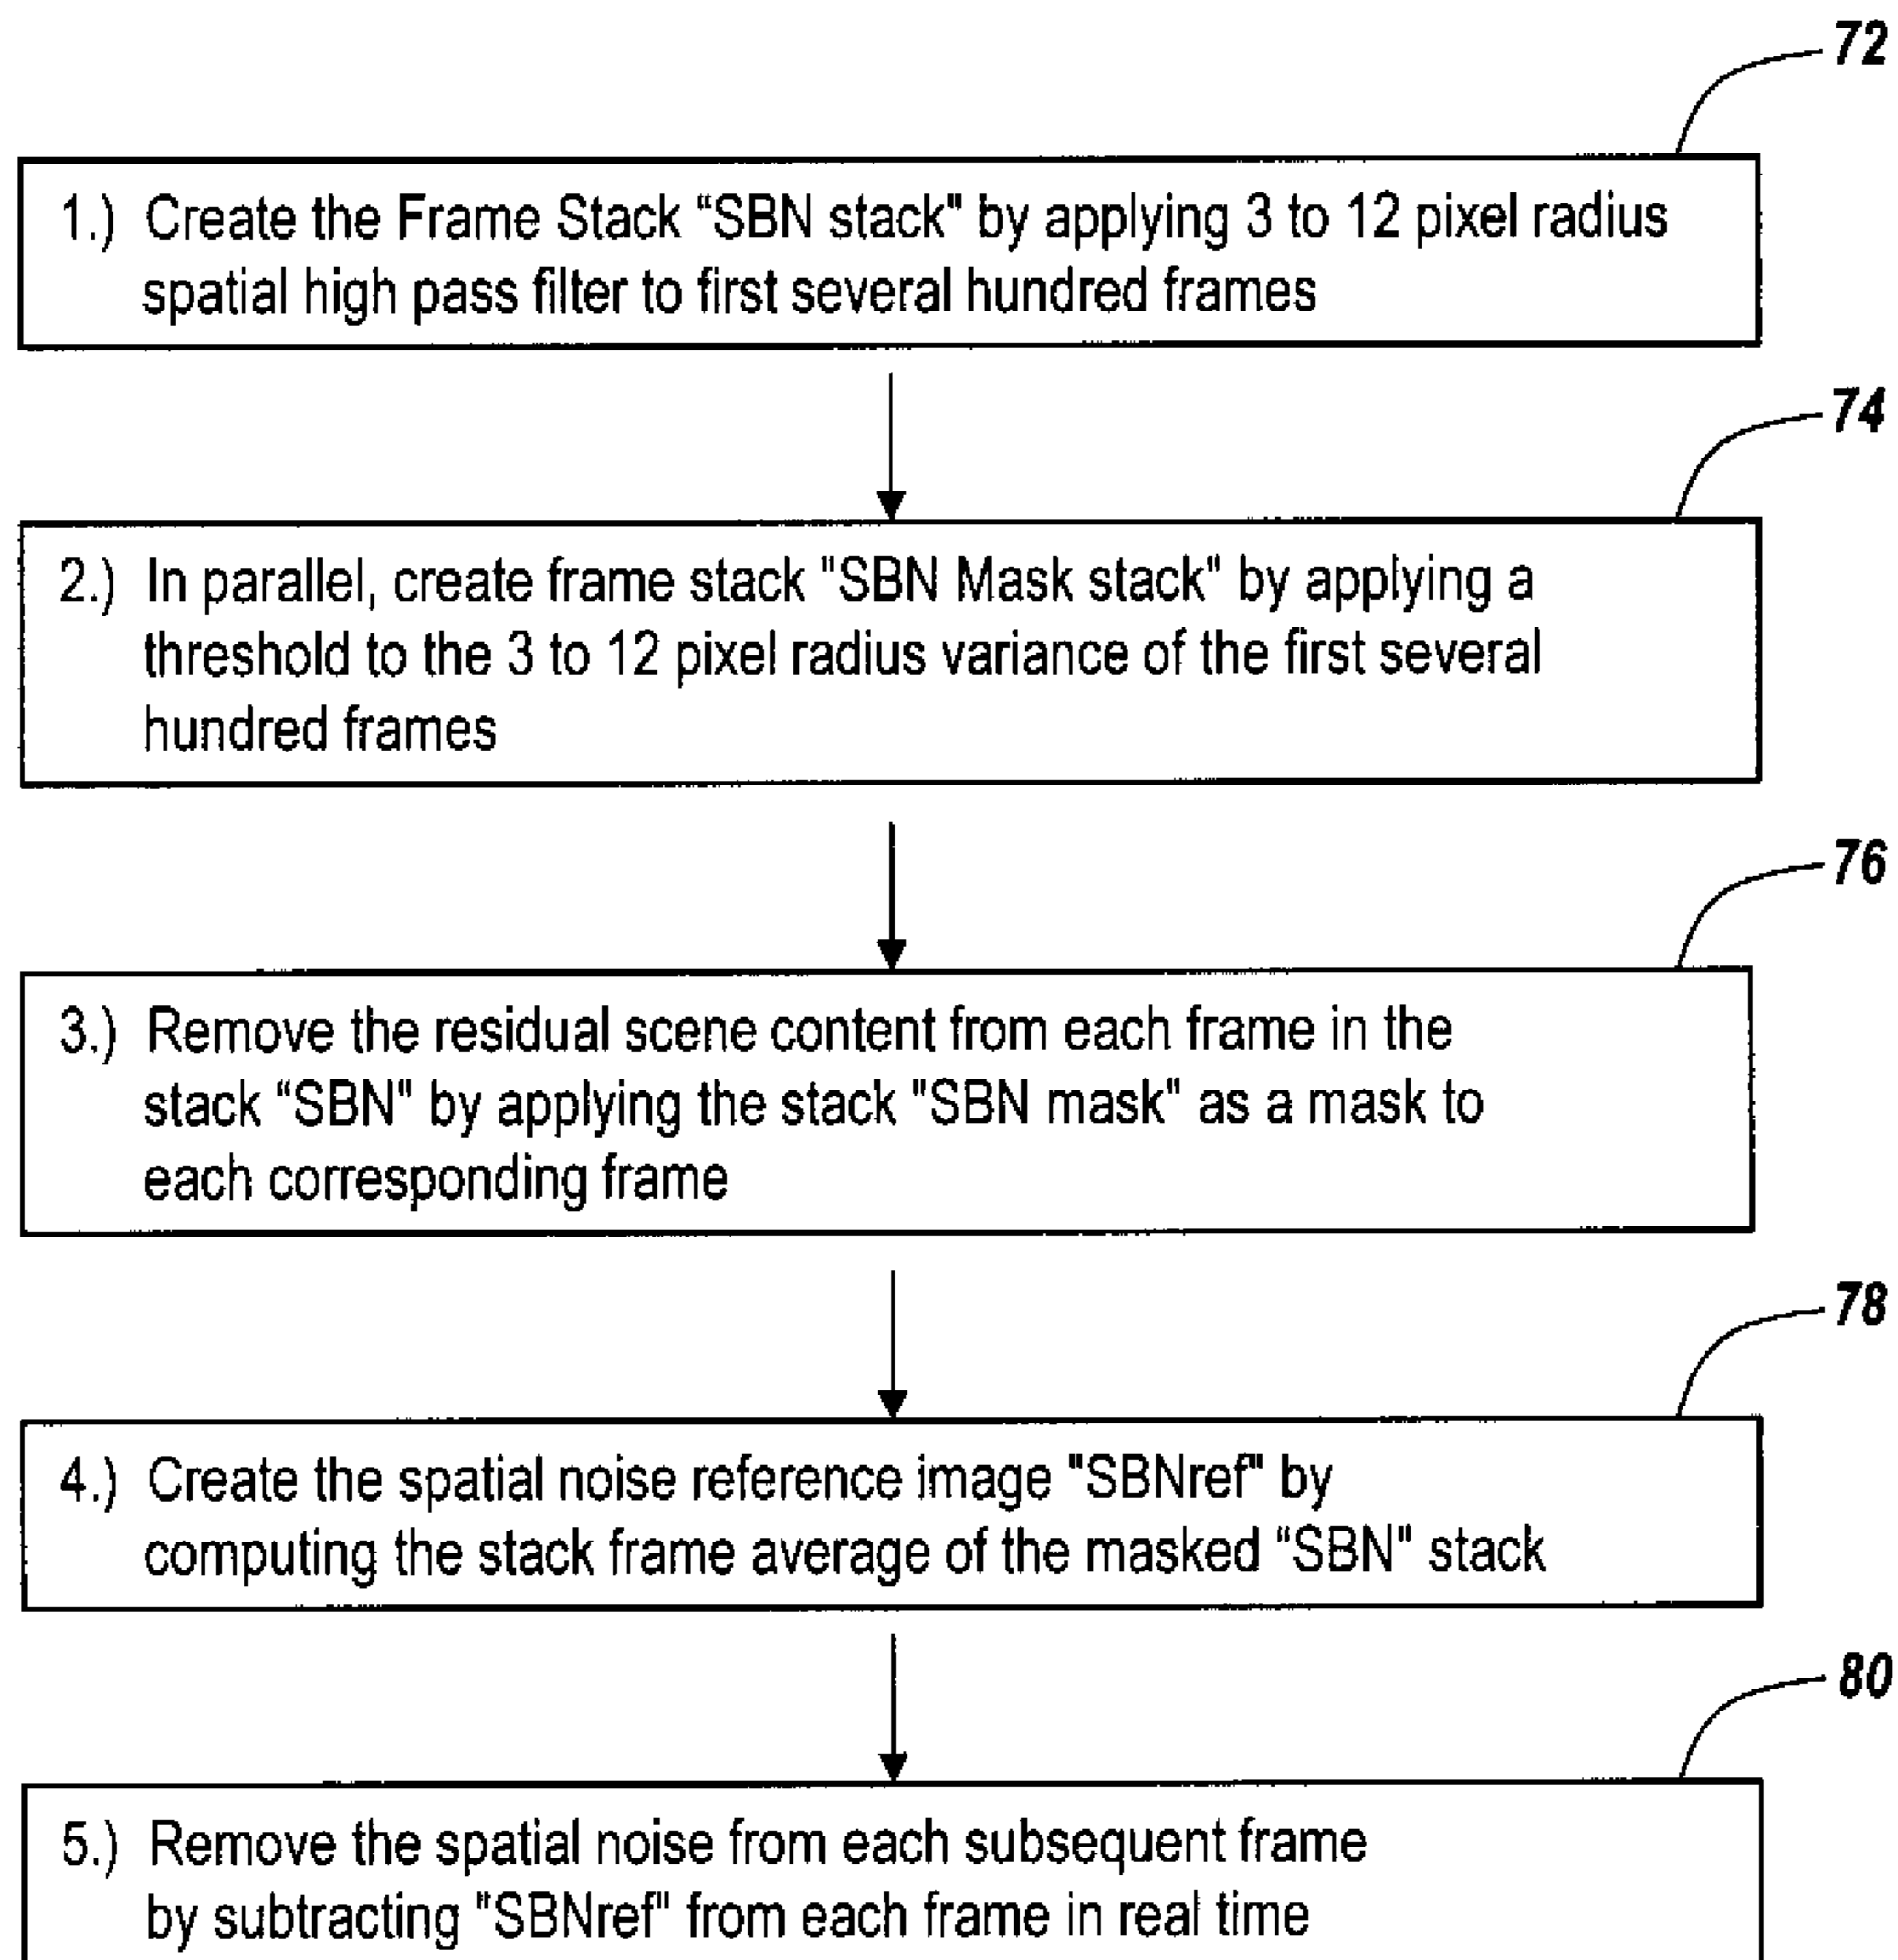 72
1.) Create the Frame Stack “SBN stack" by applying 3 to 12 pixel radius
spatial high pass filter to first several hundred frames
74
2.) In parallel, create frame stack "SBN Mask stack" by applying a
threshold to the 3 to 12 pixel radius variance of the first several
hundred frames
76
3.) Remove the residual scene content from each frame in the
stack “SBN" by applying the stack "SBN mask" as a mask to
each corresponding frame
78
4.) Create the spatial noise reference image "SBNref" by
computing the stack frame average of the masked “SBN" stack
80
5.) Remove the spatial noise from each subsequent frame
by subtracting "SBNref" from each frame in real time